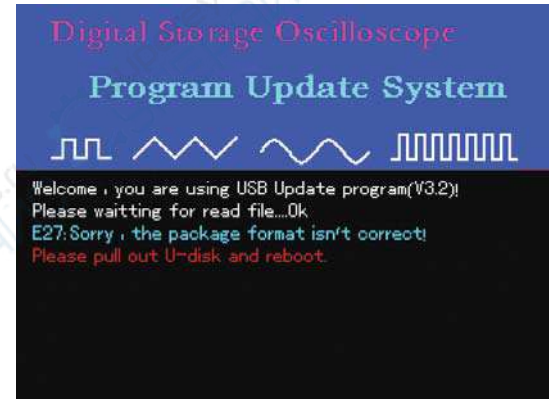 Digital Storage Oscilloscope
Program Update System
Welcome , you are using USB Update program(V3.2)!
Please waitting for read file....Ok
E27:Sorry , the package format isn't correct!
Please pull out U-disk and reboot.